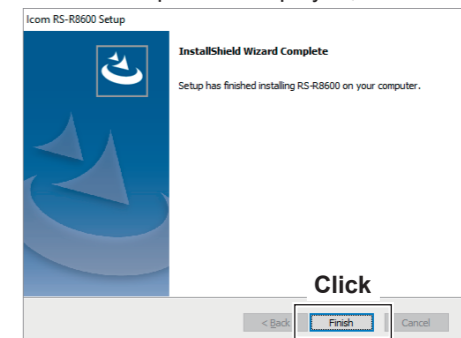 Icom RS-R8600 Setup
InstallShield Wizard Complete
Setup has finished installing RS-R8600 on your computer.
Click
< Back Finish Cancel